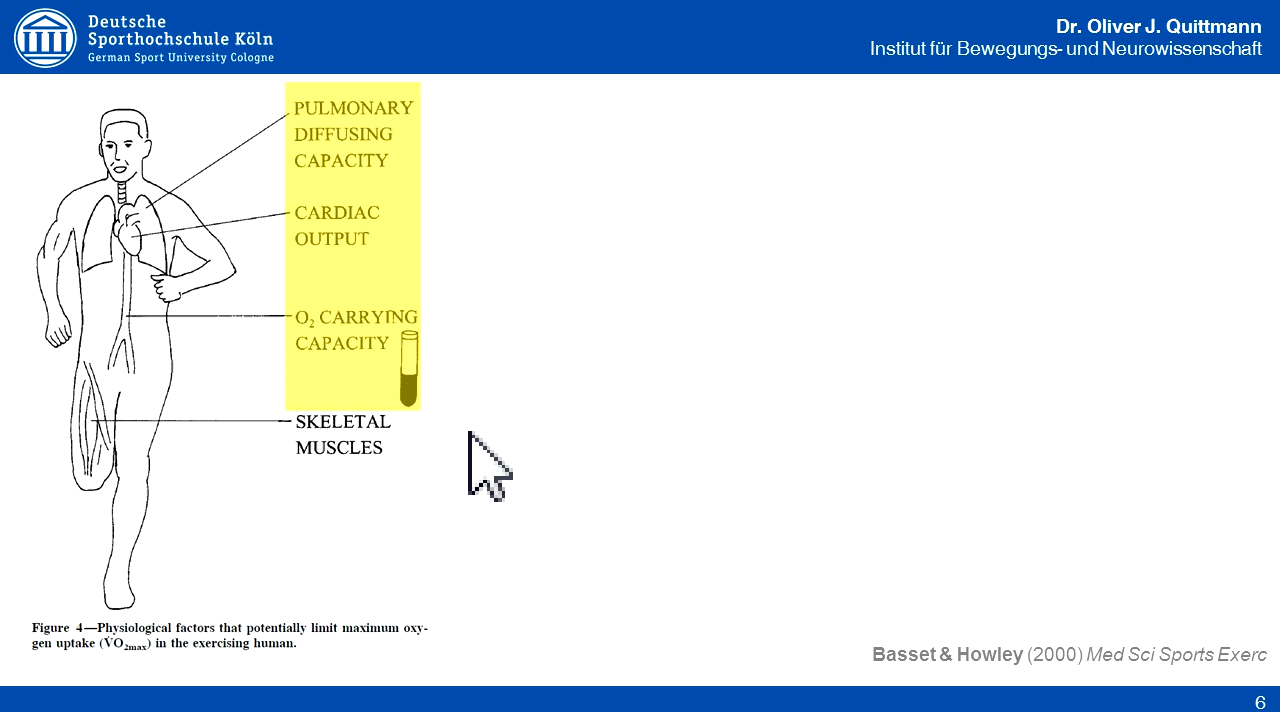 Deutsche
Sporthochschule Köln
German Sport University Cologne
Dr. Oliver J. Quittmann
Institut für Bewegungs- und Neurowissenschaft
PULMONARY
DIFFUSING
CAPACITY
CARDIAC
OUTPUT
O₂ CARRYING
CAPACITY
SKELETAL
MUSCLES
Figure 4—Physiological factors that potentially limit maximum oxy-
gen uptake (V̇O₂max) in the exercising human.
Basset & Howley (2000) Med Sci Sports Exerc
6